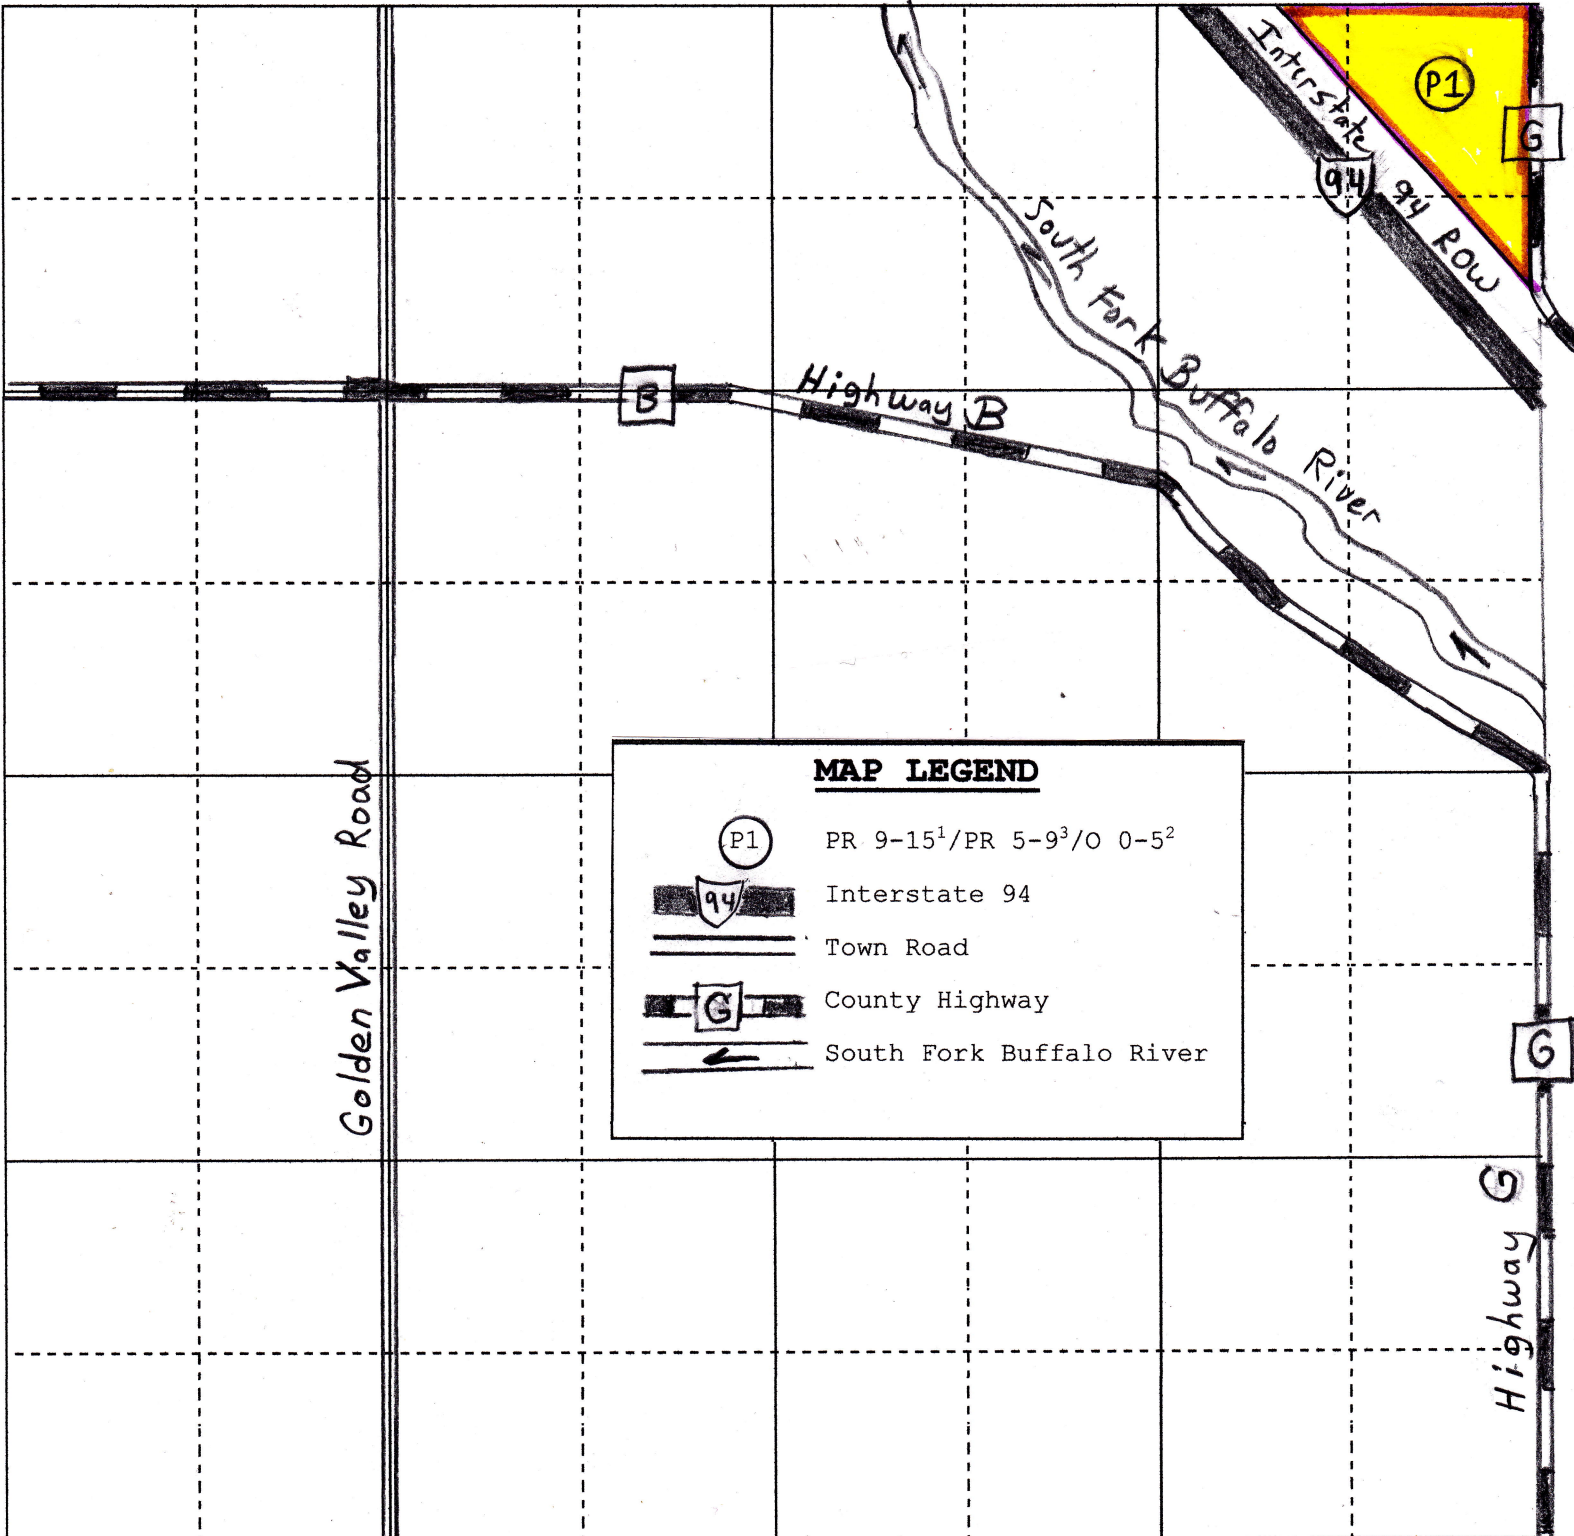 Interstate 94 ROW
P1
G
94
South Fork Buffalo River
B
Highway B
Golden Valley Road
MAP LEGEND
P1 PR 9-15¹/PR 5-9³/O 0-5²
94 Interstate 94
Town Road
G County Highway
South Fork Buffalo River
G
Highway G